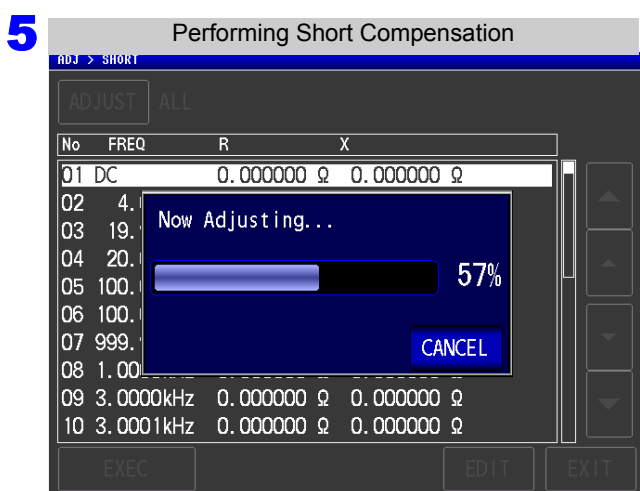 5
Performing Short Compensation
ADJ > SHORT
ADJUST ALL
No FREQ R X
01 DC 0.000000 Ω 0.000000 Ω
02 4.
03 19.
04 20.
05 100.
06 100.
07 999.
08 1.00
09 3.0000kHz 0.000000 Ω 0.000000 Ω
10 3.0001kHz 0.000000 Ω 0.000000 Ω
Now Adjusting...
57%
CANCEL
EXEC EDIT EXIT